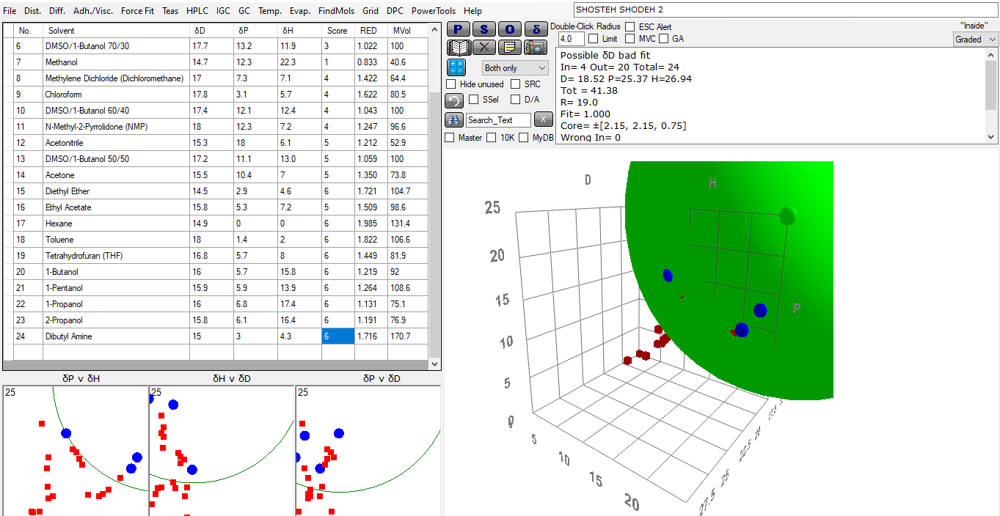 File Dist. Diff. Adh./Visc. Force Fit Teas HPLC IGC GC Temp. Evap. FindMols Grid DPC PowerTools Help
SHOSTEH SHODEH 2
No. Solvent δD δP δH Score RED MVol
6 DMSO/1-Butanol 70/30 17.7 13.2 11.9 3 1.022 100
7 Methanol 14.7 12.3 22.3 1 0.833 40.6
8 Methylene Dichloride (Dichloromethane) 17 7.3 7.1 4 1.422 64.4
9 Chloroform 17.8 3.1 5.7 4 1.622 80.5
10 DMSO/1-Butanol 60/40 17.4 12.1 12.4 4 1.043 100
11 N-Methyl-2-Pyrrolidone (NMP) 18 12.3 7.2 4 1.247 96.6
12 Acetonitrile 15.3 18 6.1 5 1.212 52.9
13 DMSO/1-Butanol 50/50 17.2 11.1 13.0 5 1.059 100
14 Acetone 15.5 10.4 7 5 1.350 73.8
15 Diethyl Ether 14.5 2.9 4.6 6 1.721 104.7
16 Ethyl Acetate 15.8 5.3 7.2 5 1.509 98.6
17 Hexane 14.9 0 0 6 1.985 131.4
18 Toluene 18 1.4 2 6 1.822 106.6
19 Tetrahydrofuran (THF) 16.8 5.7 8 6 1.449 81.9
20 1-Butanol 16 5.7 15.8 6 1.219 92
21 1-Pentanol 15.9 5.9 13.9 6 1.264 108.6
22 1-Propanol 16 6.8 17.4 6 1.131 75.1
23 2-Propanol 15.8 6.1 16.4 6 1.191 76.9
24 Dibutyl Amine 15 3 4.3 6 1.716 170.7
P S O δ
Double-Click Radius ESC Alert
4.0 Limit MVC GA
"Inside"
Graded
Both only
Hide unused SRC
SSel D/A
Search_Text X
Master 10K MyDB
Possible δD bad fit
In= 4 Out= 20 Total= 24
D= 18.52 P=25.37 H=26.94
Tot = 41.38
R= 19.0
Fit= 1.000
Core= ±[2.15, 2.15, 0.75]
Wrong In= 0
D H
25
20
15
P
10
5
0
5
10
15
20
25
27.5
δP v δH δH v δD δP v δD
25 25 25